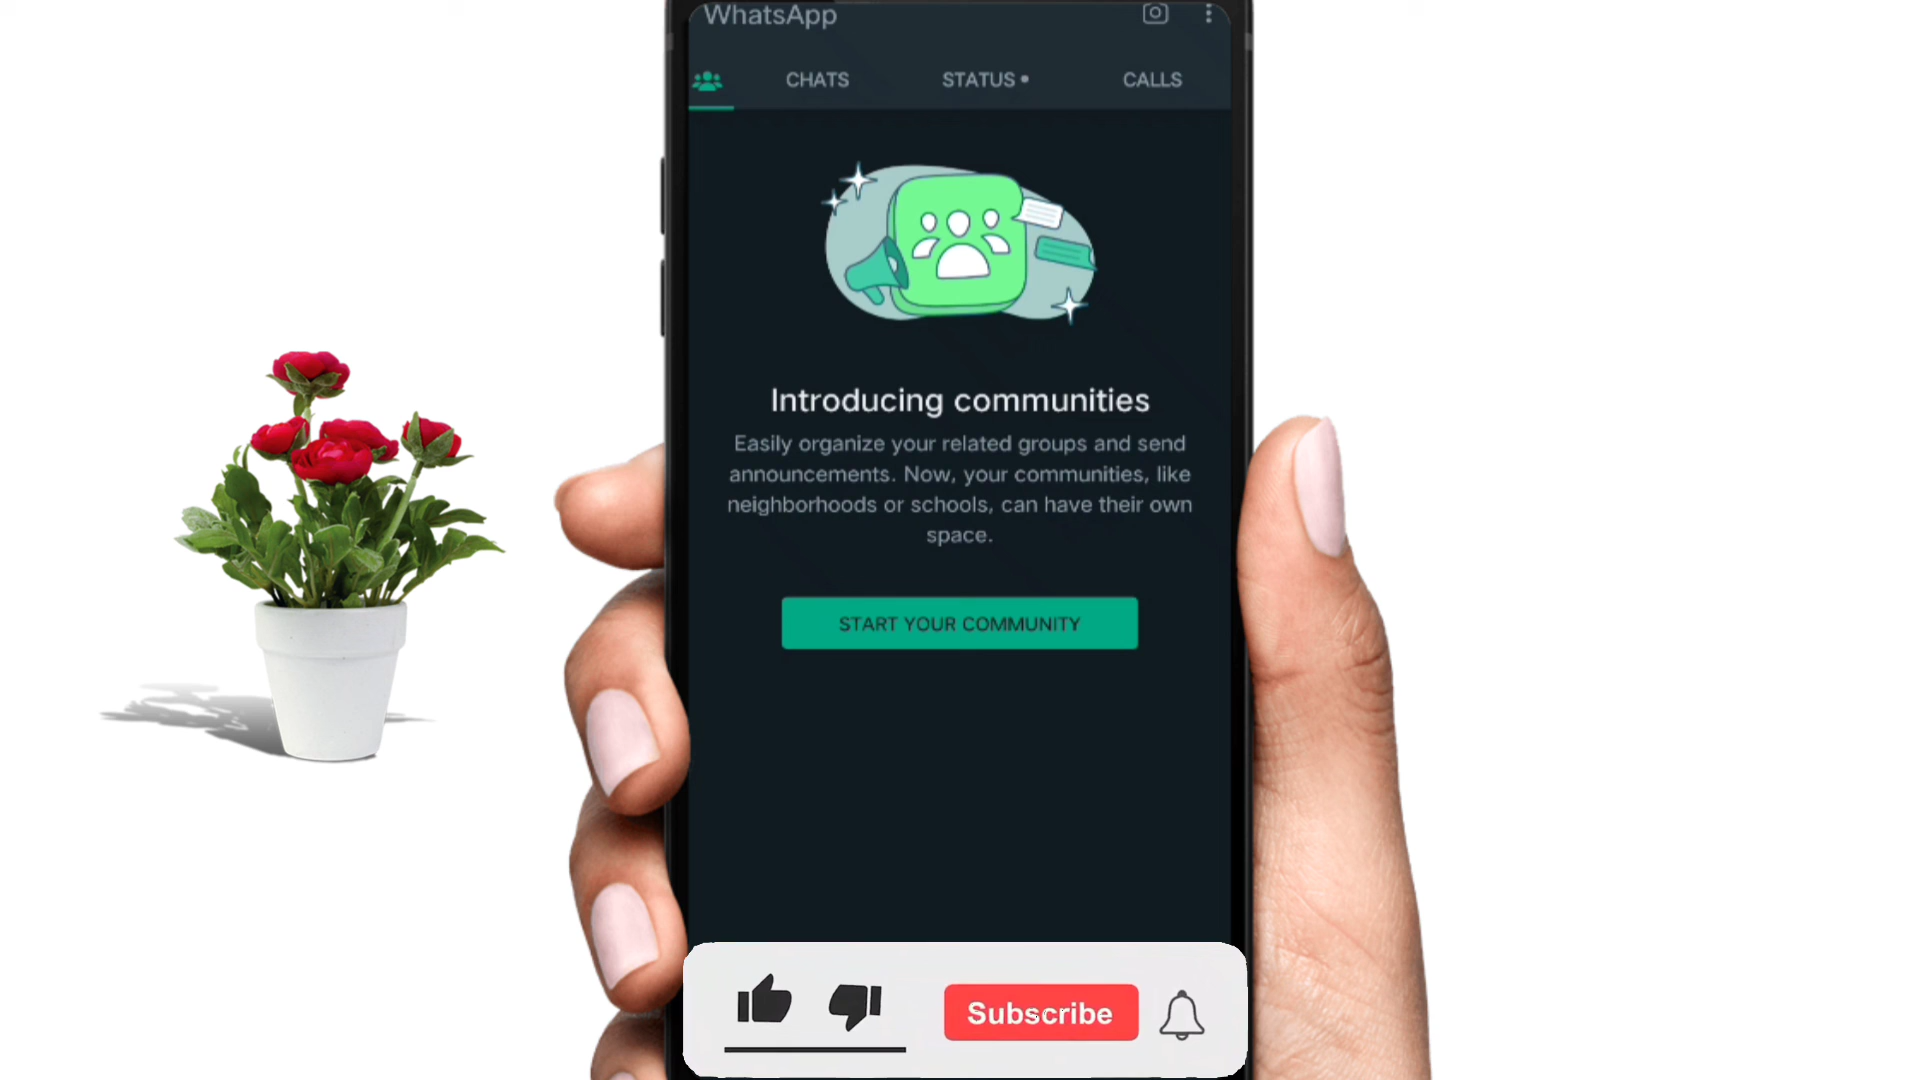 WhatsApp
CHATS
STATUS •
CALLS
Introducing communities
Easily organize your related groups and send
announcements. Now, your communities, like
neighborhoods or schools, can have their own
space.
START YOUR COMMUNITY
Subscribe